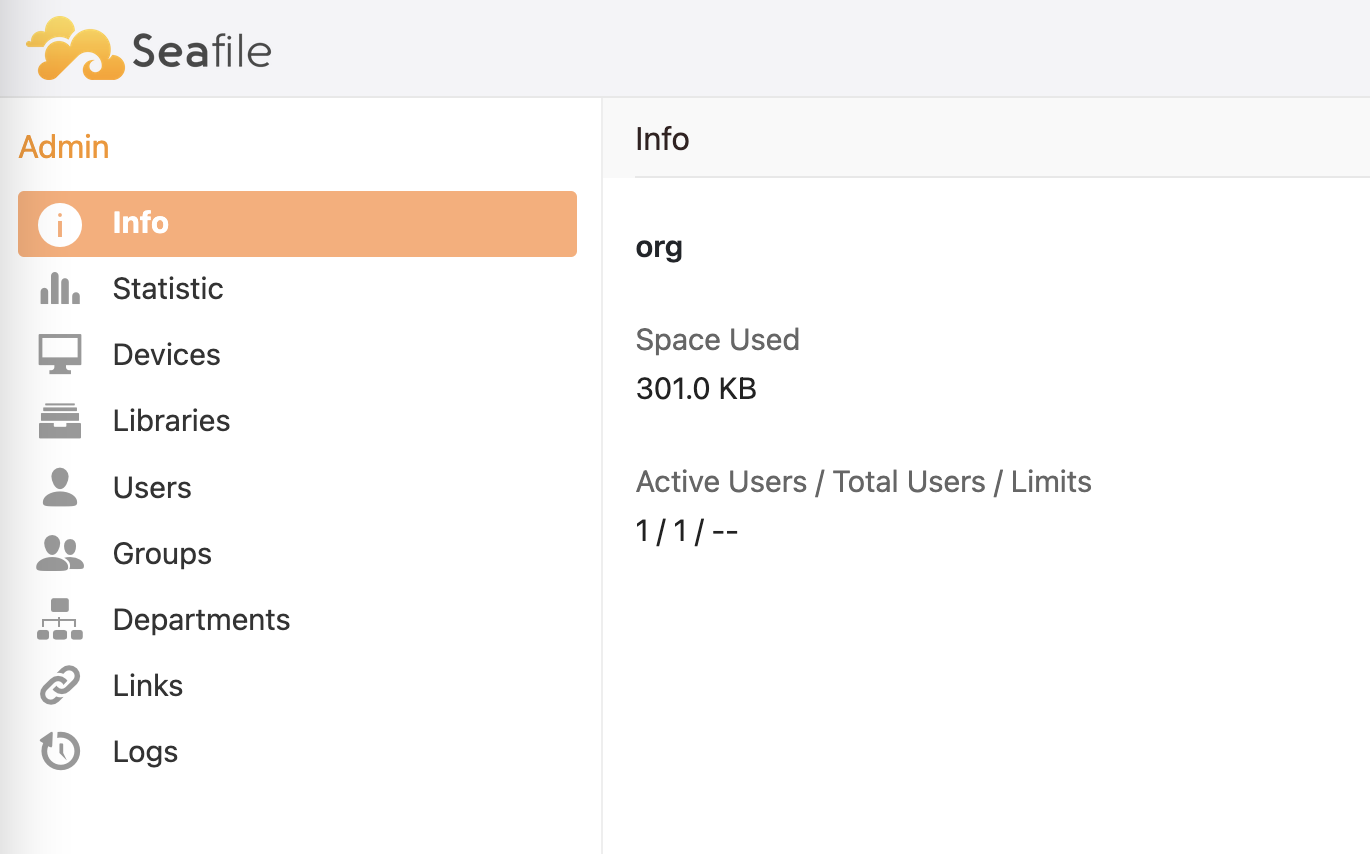 Seafile
Admin
Info
Statistic
Devices
Libraries
Users
Groups
Departments
Links
Logs
Info
org
Space Used
301.0 KB
Active Users / Total Users / Limits
1 / 1 / --